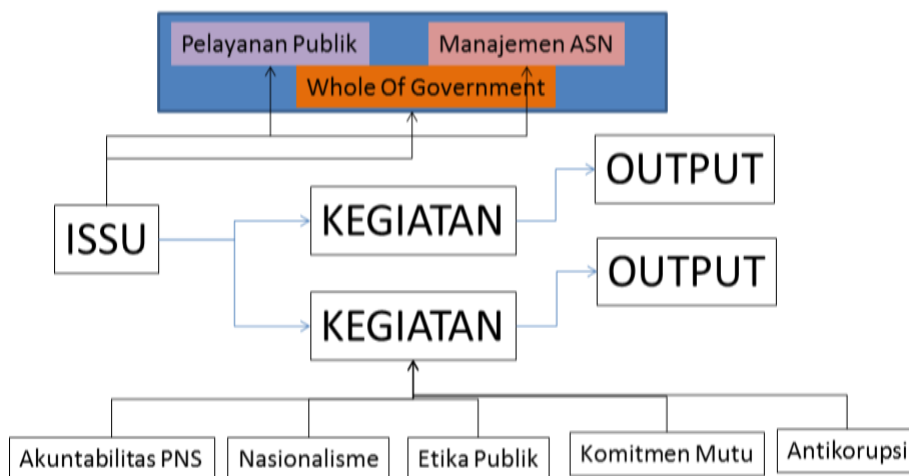 Pelayanan Publik
Manajemen ASN
Whole Of Government
OUTPUT
KEGIATAN
ISSU
OUTPUT
KEGIATAN
Akuntabilitas PNS
Nasionalisme
Etika Publik
Komitmen Mutu
Antikorupsi